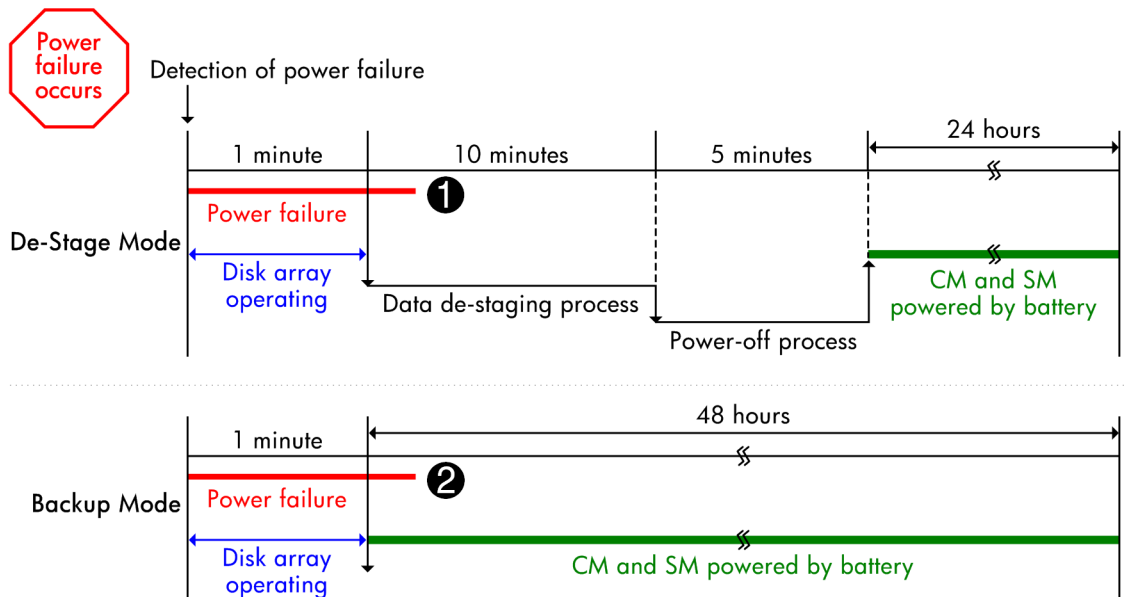 Power
failure
occurs
Detection of power failure
24 hours
1 minute
10 minutes
5 minutes
1
Power failure
De-Stage Mode
Disk array
operating
Data de-staging process
CM and SM
powered by battery
Power-off process
48 hours
1 minute
2
Power failure
Backup Mode
Disk array
operating
CM and SM powered by battery